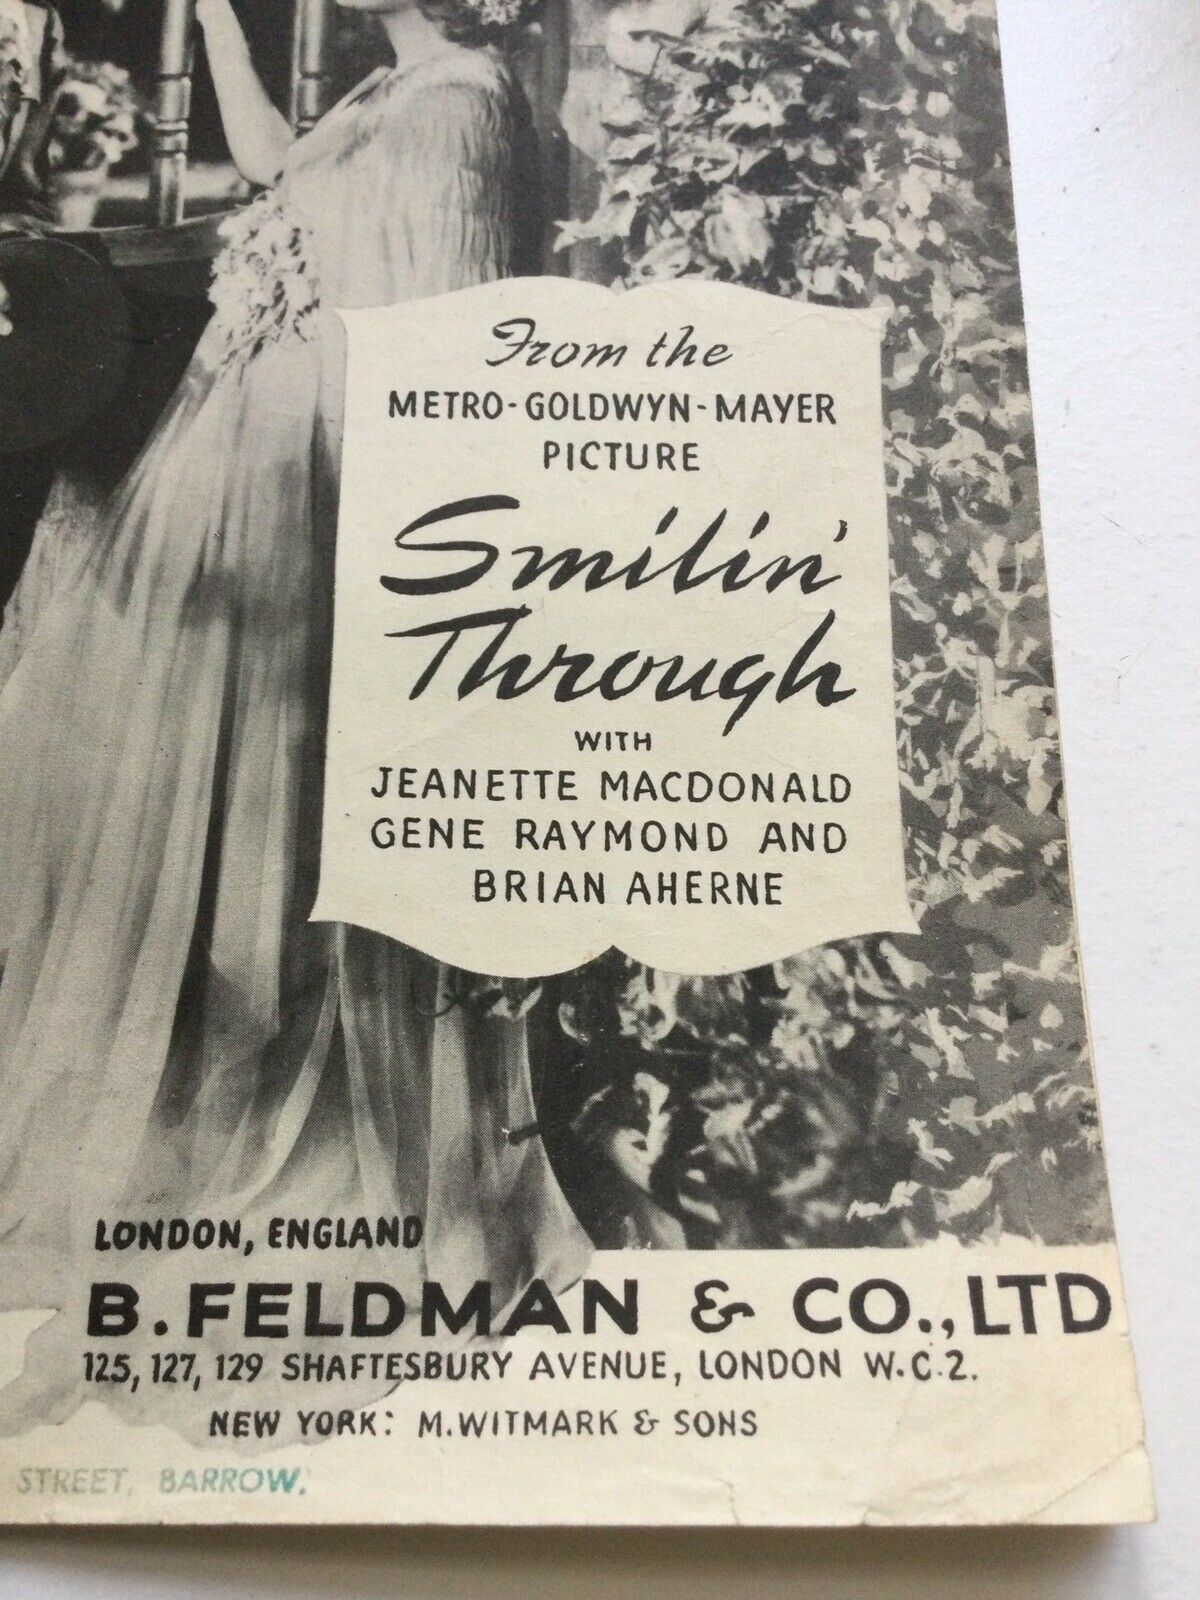 From the
METRO-GOLDWYN-MAYER
PICTURE
Smilin'
Through
WITH
JEANETTE MACDONALD
GENE RAYMOND AND
BRIAN AHERNE
LONDON, ENGLAND
B. FELDMAN & CO., LTD
125, 127, 129 SHAFTESBURY AVENUE, LONDON W.C.2.
NEW YORK: M. WITMARK & SONS
STREET, BARROW.